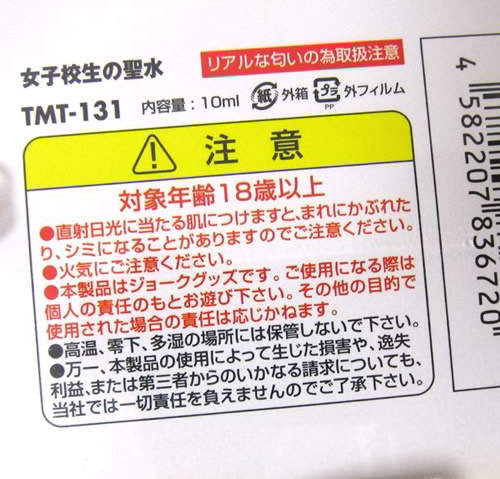 女子校生の聖水
リアルな匂いの為取扱注意
TMT-131 内容量：10ml 紙 外箱 プラ PP 外フィルム
注意
対象年齢18歳以上
●直射日光に当たる肌につけますと、まれにかぶれた
り、シミになることがありますのでご注意ください。
●火気にご注意ください。
●本製品はジョークグッズです。ご使用になる際は
個人の責任のもとお遊び下さい。その他の目的で
使用された場合の責任は応じかねます。
●高温、零下、多湿の場所には保管しないで下さい。
●万一、本製品の使用によって生じた損害や、逸失
利益、または第三者からのいかなる請求についても、
当社では一切責任を負えませんのでご了承下さい。
4 582207 836720